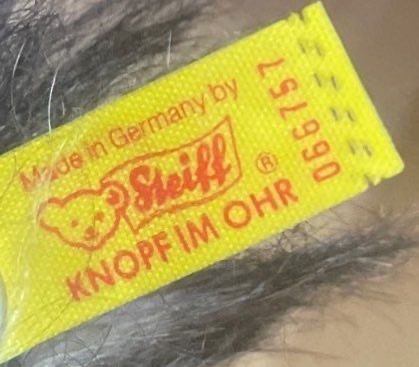 Made in Germany by
Steiff ®
KNOPF IM OHR
066757